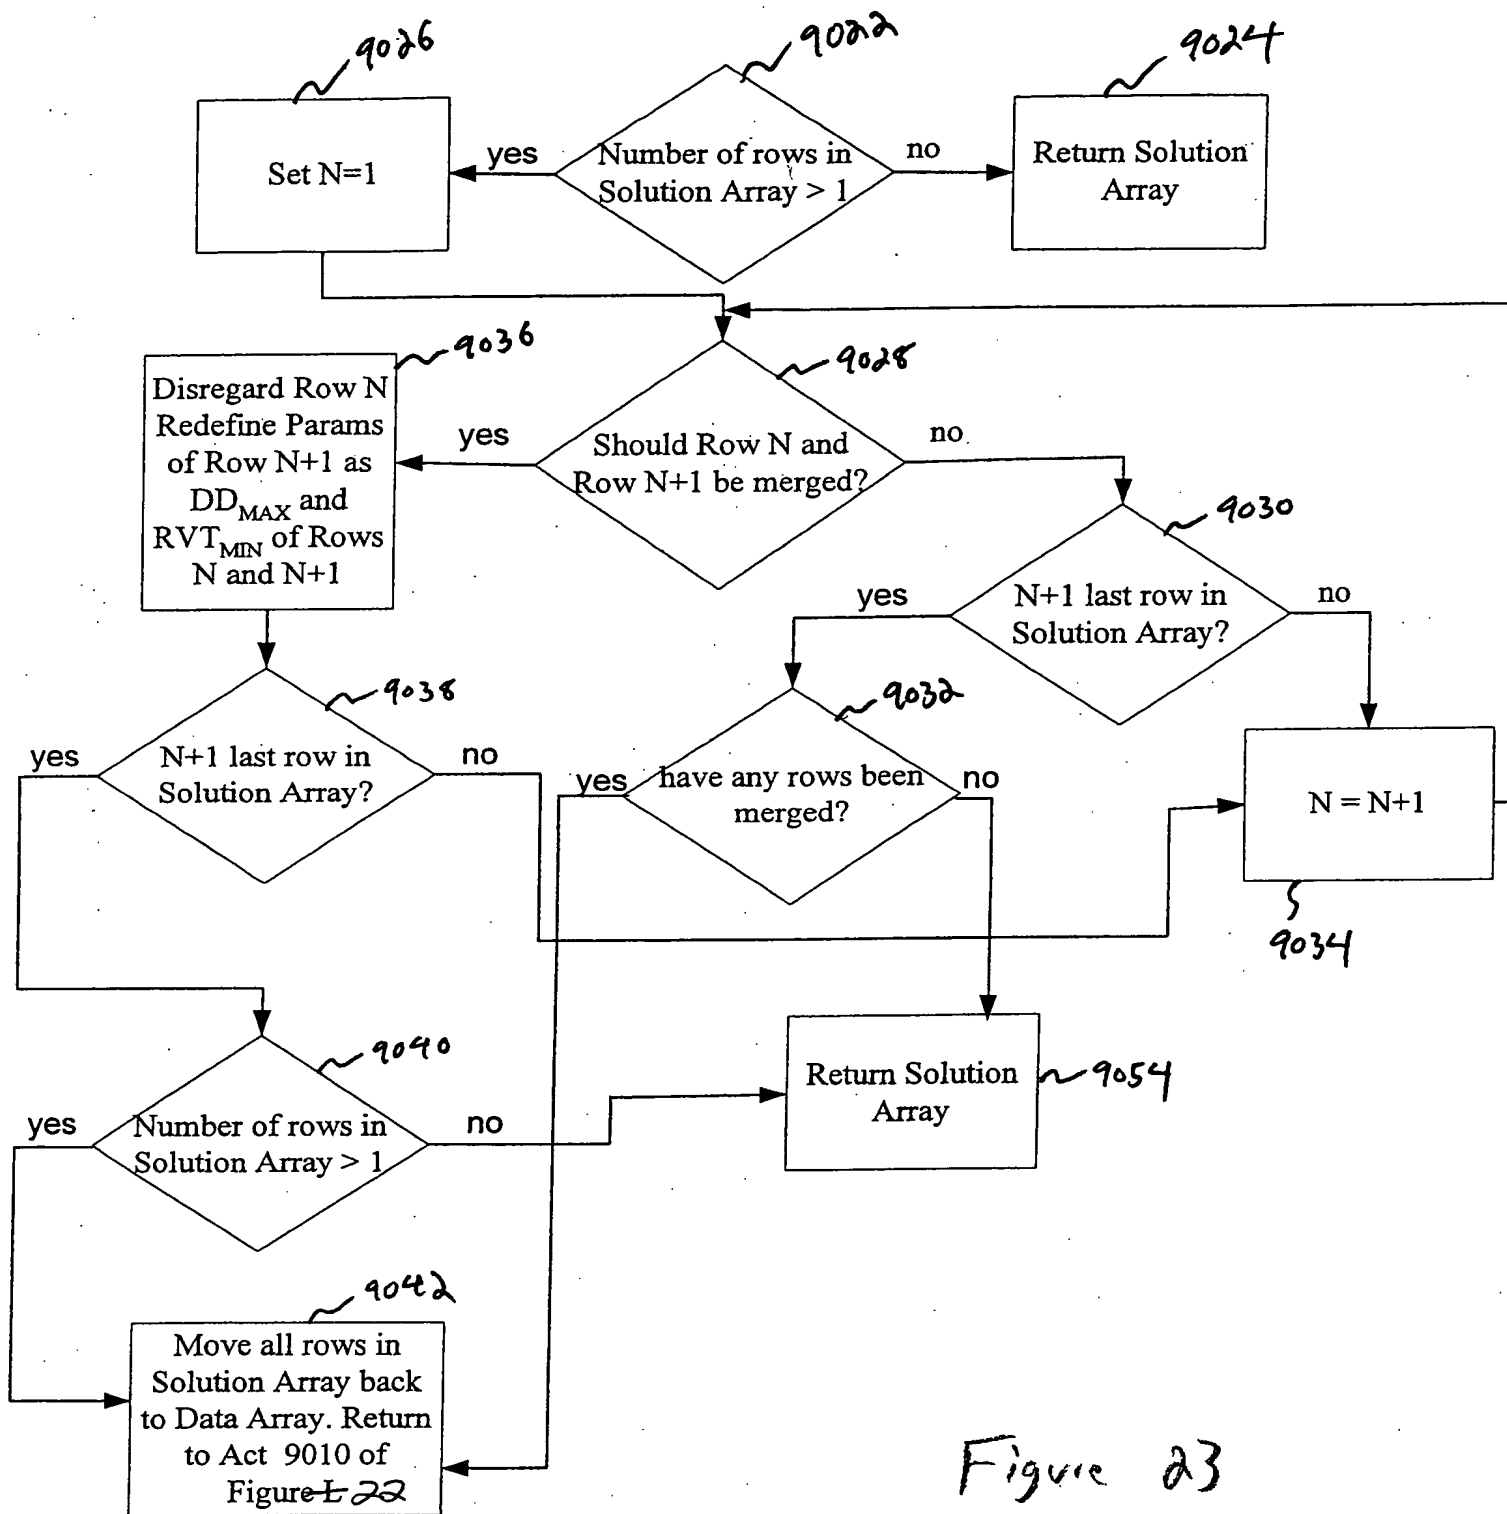 9026
9022
9024
Set N=1
yes
Number of rows in
Solution Array > 1
no
Return Solution
Array
9036
9028
Disregard Row N
Redefine Params
of Row N+1 as
DDMAX and
RVTMIN of Rows
N and N+1
yes
Should Row N and
Row N+1 be merged?
no
9030
yes
N+1 last row in
Solution Array?
no
9038
9032
yes
N+1 last row in
Solution Array?
no
yes
have any rows been
merged?
no
N = N+1
9034
9040
Return Solution
Array
9054
yes
Number of rows in
Solution Array > 1
no
9042
Move all rows in
Solution Array back
to Data Array. Return
to Act 9010 of
Figure L 22
Figure 23